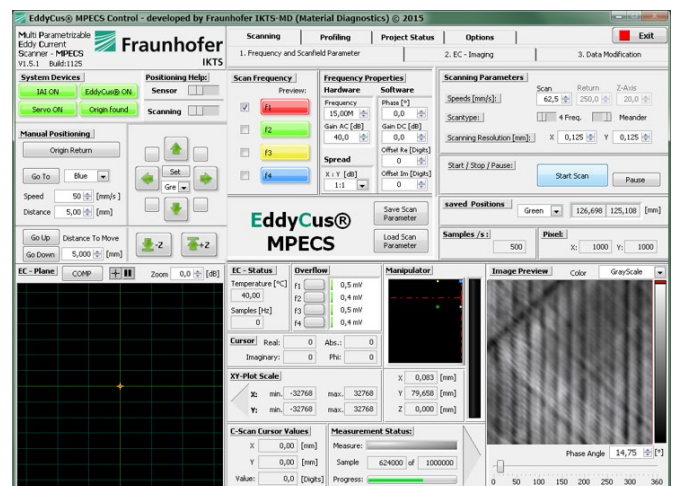 EddyCus® MPECS Control - developed by Fraunhofer IKTS-MD (Material Diagnostics) © 2015
Multi Parametrizable
Eddy Current
Scanner - MPECS
V1.5.1 Build:1125
Fraunhofer
IKTS
Scanning
Profiling
Project Status
Options
Exit
1. Frequency and Scanfield Parameter
2. EC - Imaging
3. Data Modification
System Devices
IAI ON
EddyCus® ON
Servo ON
Origin found
Positioning Help:
Sensor
Scanning
Manual Positioning
Origin Return
Go To
Blue
Speed 50 [mm/s ]
Distance 5,00 [mm]
Set
Gre
Go Up
Distance To Move
Go Down
5,000 [mm]
-Z
+Z
Scan Frequency
Preview:
f1
f2
f3
f4
Frequency Properties
Hardware
Software
Frequency
15,00M
Phase [°]
0,0
Gain AC [dB]
40,0
Gain DC [dB]
0,0
Offset Re [Digits]
0
Spread
X : Y [dB]
1:1
Offset Im [Digits]
0
EddyCus®
MPECS
Save Scan
Parameter
Load Scan
Parameter
Scanning Parameters
Scan
Return
Z-Axis
Speeds [mm/s]:
62,5
250,0
20,0
Scantype:
4 Freq.
Meander
Scanning Resolution [mm]:
X 0,125
Y 0,125
Start / Stop / Pause:
Start Scan
Pause
saved Positions
Green
126,698
125,108
[mm]
Samples /s :
500
Pixel:
X: 1000 Y: 1000
EC - Plane
COMP
Zoom 0,0 [dB]
EC - Status
Temperature [°C]
40,00
Samples [Hz]
0
Overflow
f1 0,5 mV
f2 0,4 mV
f3 0,5 mV
f4 0,4 mV
Cursor Real: 0 Abs.: 0
Imaginary: 0 Phi: 0
XY-Plot Scale
X: min. -32768 max. 32768
Y: min. -32768 max. 32768
C-Scan Cursor Values
X 0,00 [mm]
Y 0,00 [mm]
Value: 0,0 [Digits]
Manipulator
X 0,083 [mm]
Y 79,658 [mm]
Z 0,000 [mm]
Measurement Status:
Measure:
Sample 624000 of 1000000
Progress:
Image Preview
Color
GrayScale
Phase Angle 14,75 [°]
0 50 100 150 200 250 300 360